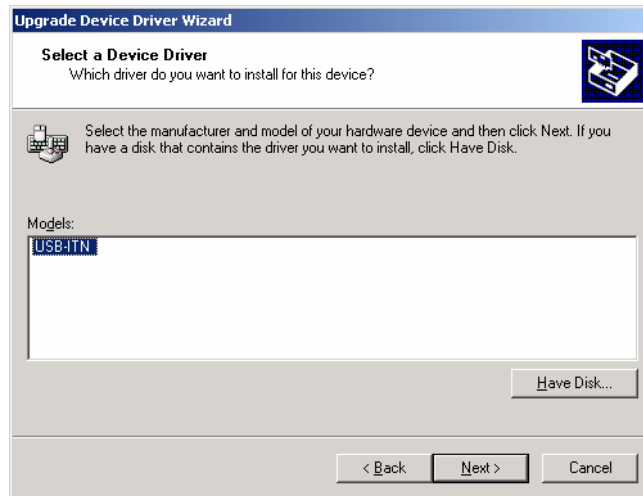 Upgrade Device Driver Wizard
Select a Device Driver
Which driver do you want to install for this device?
Select the manufacturer and model of your hardware device and then click Next. If you
have a disk that contains the driver you want to install, click Have Disk.
Models:
USB-ITN
Have Disk...
< Back
Next >
Cancel